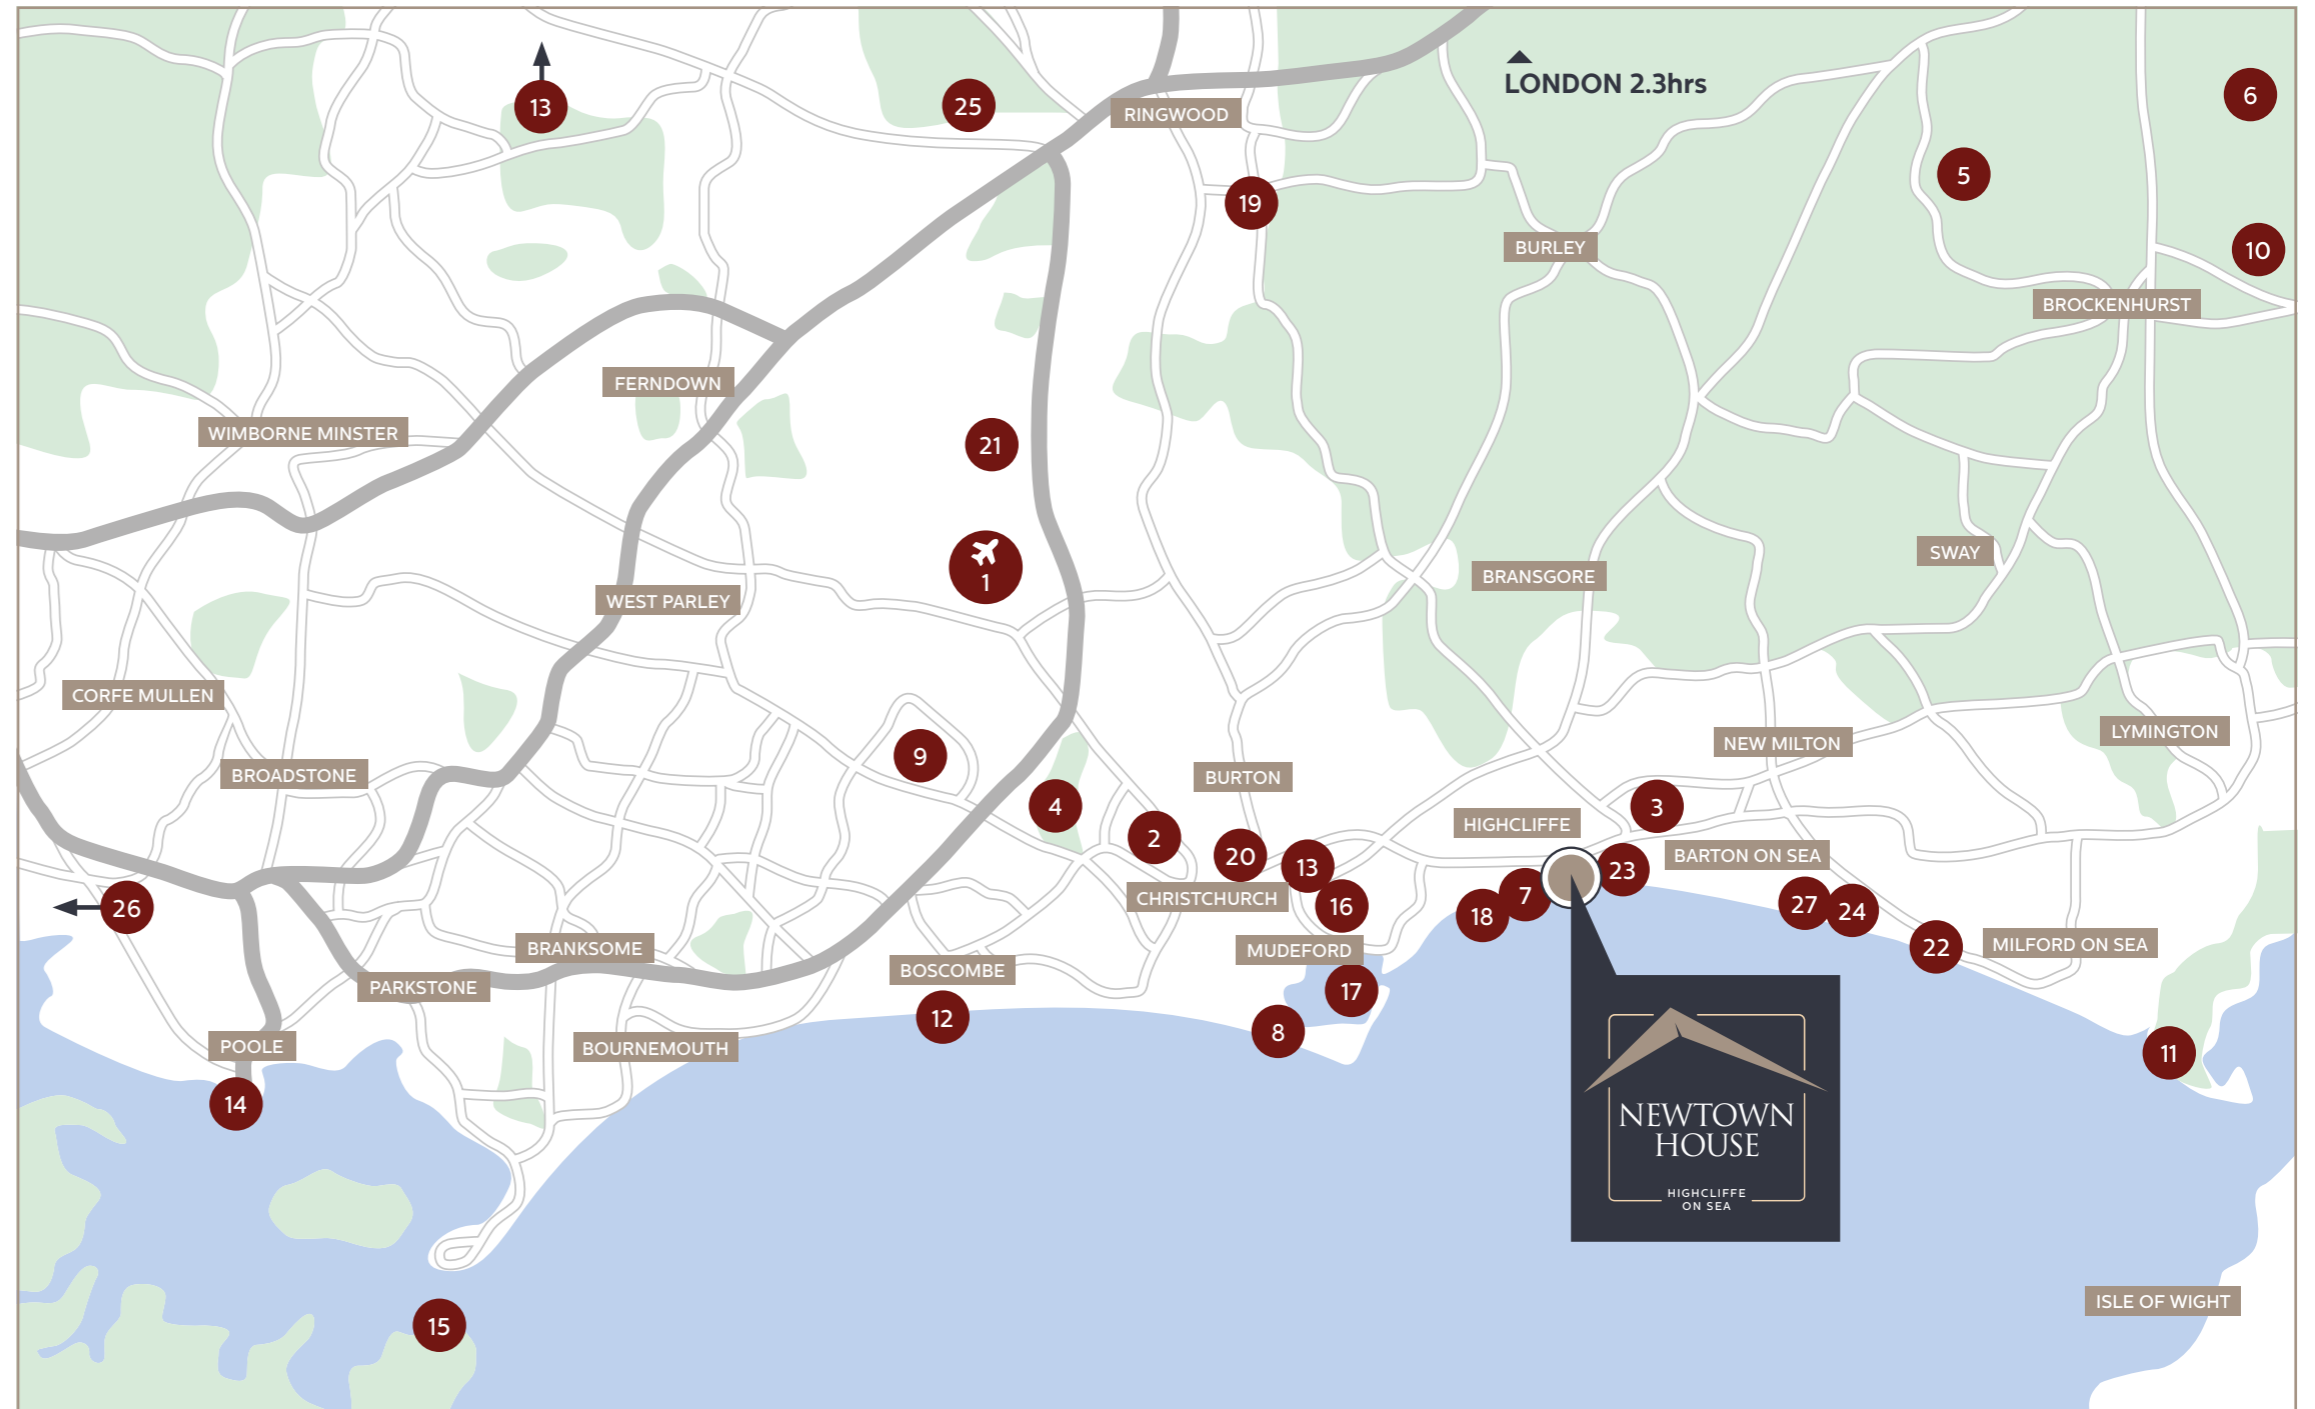 LONDON 2.3hrs
6
13
25
RINGWOOD
5
19
BURLEY
10
BROCKENHURST
FERNDOWN
WIMBORNE MINSTER
21
SWAY
1
BRANSGORE
WEST PARLEY
CORFE MULLEN
LYMINGTON
NEW MILTON
9
BROADSTONE
BURTON
4
3
HIGHCLIFFE
2
20
BARTON ON SEA
13
23
CHRISTCHURCH
7
27
26
16
18
24
BRANKSOME
MUDEFORD
22
MILFORD ON SEA
BOSCOMBE
PARKSTONE
17
12
8
POOLE
BOURNEMOUTH
11
14
NEWTOWN
HOUSE
HIGHCLIFFE
ON SEA
ISLE OF WIGHT
15